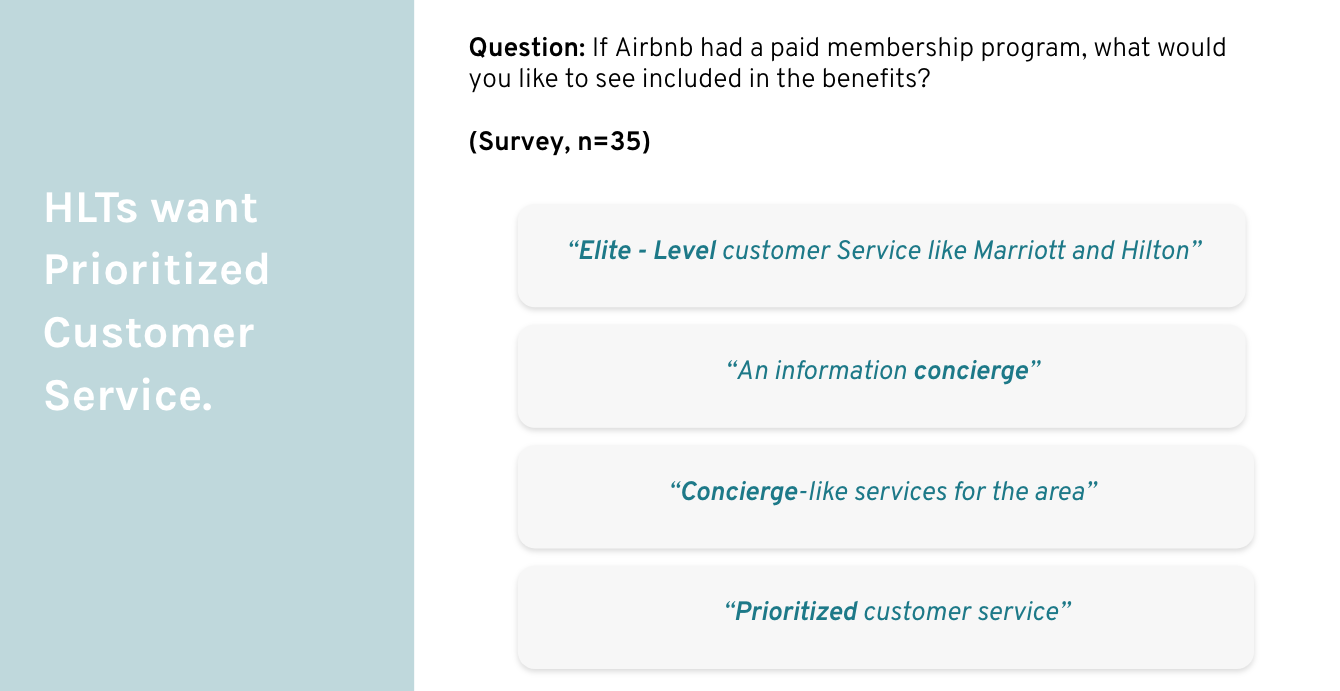 HLTs want
Prioritized
Customer
Service.
Question: If Airbnb had a paid membership program, what would
you like to see included in the benefits?
(Survey, n=35)
“Elite - Level customer Service like Marriott and Hilton”
“An information concierge”
“Concierge-like services for the area”
“Prioritized customer service”